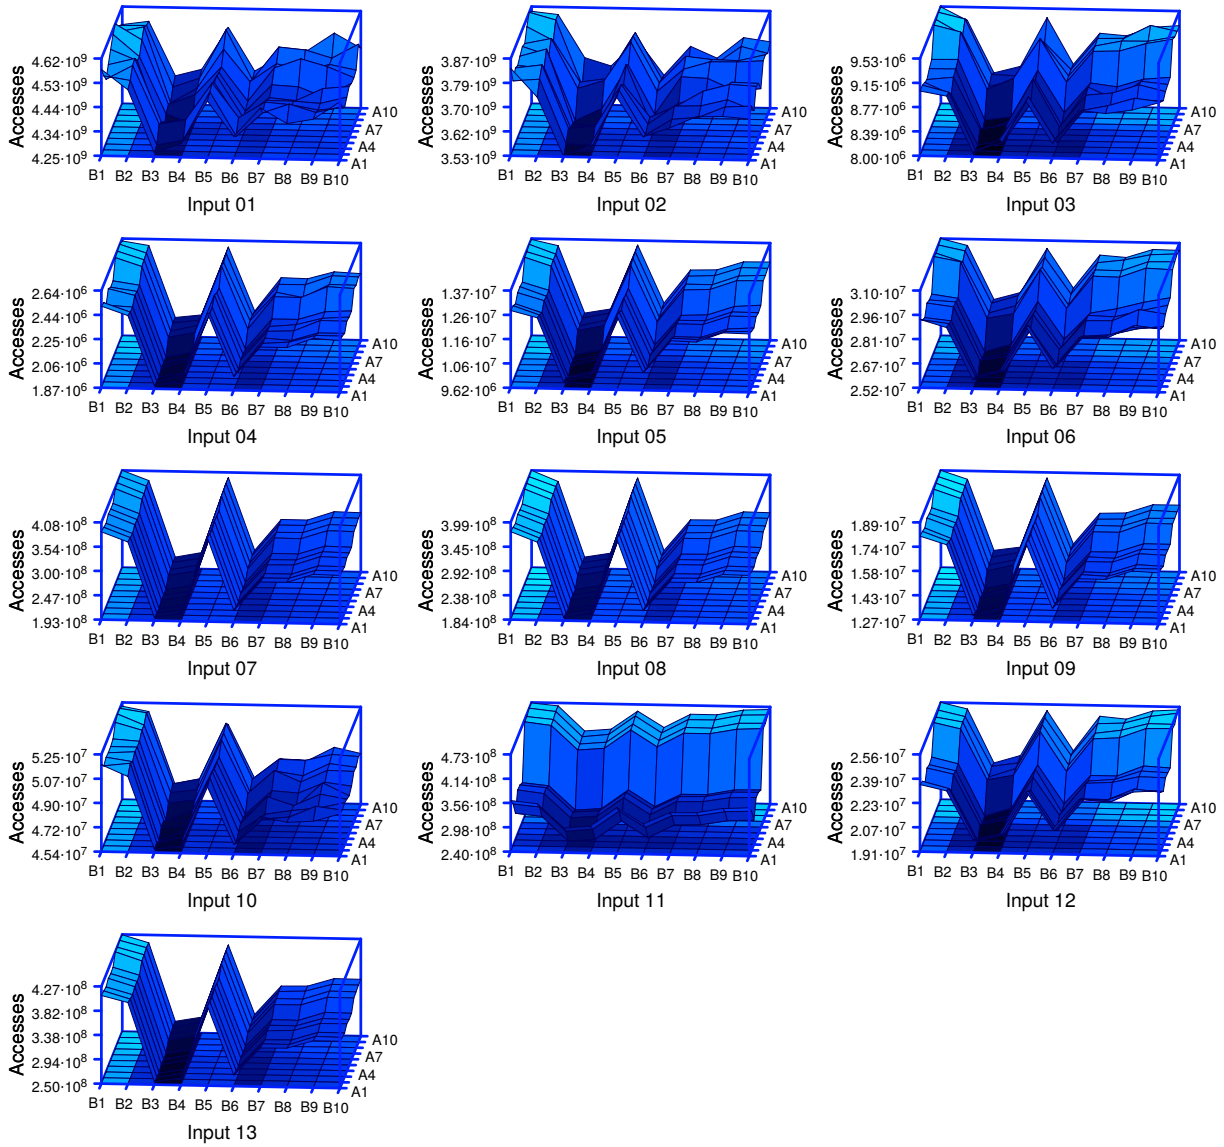 Accesses
4.62·10⁹
4.53·10⁹
4.44·10⁹
4.34·10⁹
4.25·10⁹
B1 B2 B3 B4 B5 B6 B7 B8 B9 B10
A10
A7
A4
A1
Input 01
Accesses
3.87·10⁹
3.79·10⁹
3.70·10⁹
3.62·10⁹
3.53·10⁹
B1 B2 B3 B4 B5 B6 B7 B8 B9 B10
A10
A7
A4
A1
Input 02
Accesses
9.53·10⁶
9.15·10⁶
8.77·10⁶
8.39·10⁶
8.00·10⁶
B1 B2 B3 B4 B5 B6 B7 B8 B9 B10
A10
A7
A4
A1
Input 03
Accesses
2.64·10⁶
2.44·10⁶
2.25·10⁶
2.06·10⁶
1.87·10⁶
B1 B2 B3 B4 B5 B6 B7 B8 B9 B10
A10
A7
A4
A1
Input 04
Accesses
1.37·10⁷
1.26·10⁷
1.16·10⁷
1.06·10⁷
9.62·10⁶
B1 B2 B3 B4 B5 B6 B7 B8 B9 B10
A10
A7
A4
A1
Input 05
Accesses
3.10·10⁷
2.96·10⁷
2.81·10⁷
2.67·10⁷
2.52·10⁷
B1 B2 B3 B4 B5 B6 B7 B8 B9 B10
A10
A7
A4
A1
Input 06
Accesses
4.08·10⁸
3.54·10⁸
3.00·10⁸
2.47·10⁸
1.93·10⁸
B1 B2 B3 B4 B5 B6 B7 B8 B9 B10
A10
A7
A4
A1
Input 07
Accesses
3.99·10⁸
3.45·10⁸
2.92·10⁸
2.38·10⁸
1.84·10⁸
B1 B2 B3 B4 B5 B6 B7 B8 B9 B10
A10
A7
A4
A1
Input 08
Accesses
1.89·10⁷
1.74·10⁷
1.58·10⁷
1.43·10⁷
1.27·10⁷
B1 B2 B3 B4 B5 B6 B7 B8 B9 B10
A10
A7
A4
A1
Input 09
Accesses
5.25·10⁷
5.07·10⁷
4.90·10⁷
4.72·10⁷
4.54·10⁷
B1 B2 B3 B4 B5 B6 B7 B8 B9 B10
A10
A7
A4
A1
Input 10
Accesses
4.73·10⁸
4.14·10⁸
3.56·10⁸
2.98·10⁸
2.40·10⁸
B1 B2 B3 B4 B5 B6 B7 B8 B9 B10
A10
A7
A4
A1
Input 11
Accesses
2.56·10⁷
2.39·10⁷
2.23·10⁷
2.07·10⁷
1.91·10⁷
B1 B2 B3 B4 B5 B6 B7 B8 B9 B10
A10
A7
A4
A1
Input 12
Accesses
4.27·10⁸
3.82·10⁸
3.38·10⁸
2.94·10⁸
2.50·10⁸
B1 B2 B3 B4 B5 B6 B7 B8 B9 B10
A10
A7
A4
A1
Input 13